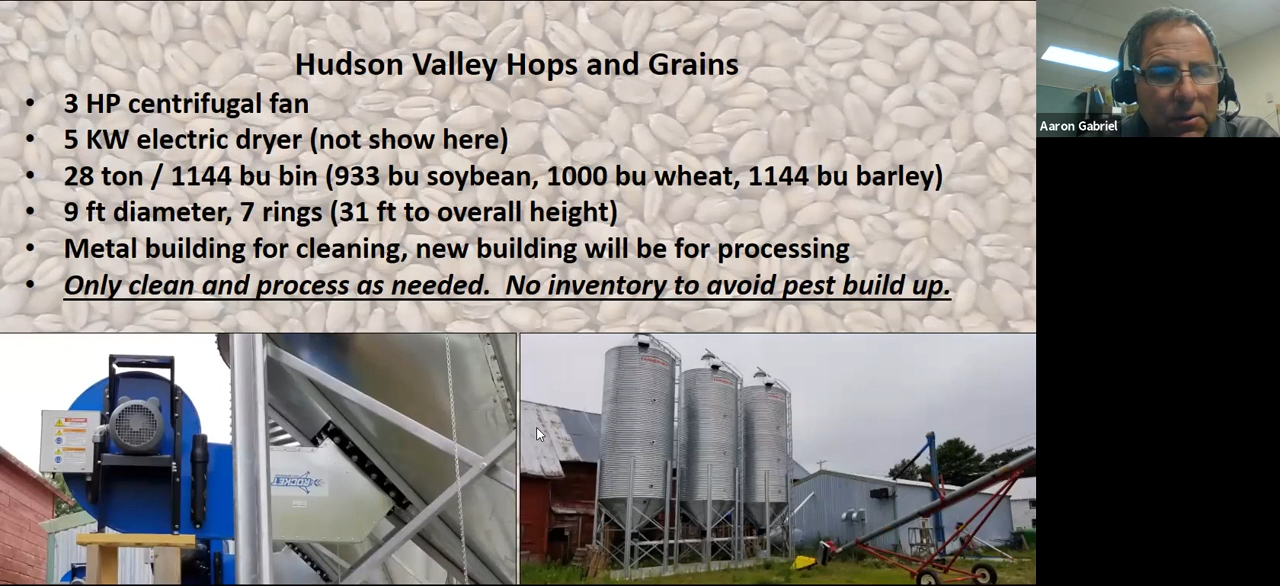 Hudson Valley Hops and Grains
• 3 HP centrifugal fan
• 5 KW electric dryer (not show here)
• 28 ton / 1144 bu bin (933 bu soybean, 1000 bu wheat, 1144 bu barley)
• 9 ft diameter, 7 rings (31 ft to overall height)
• Metal building for cleaning, new building will be for processing
• Only clean and process as needed.  No inventory to avoid pest build up.
Aaron Gabriel
ROCKET